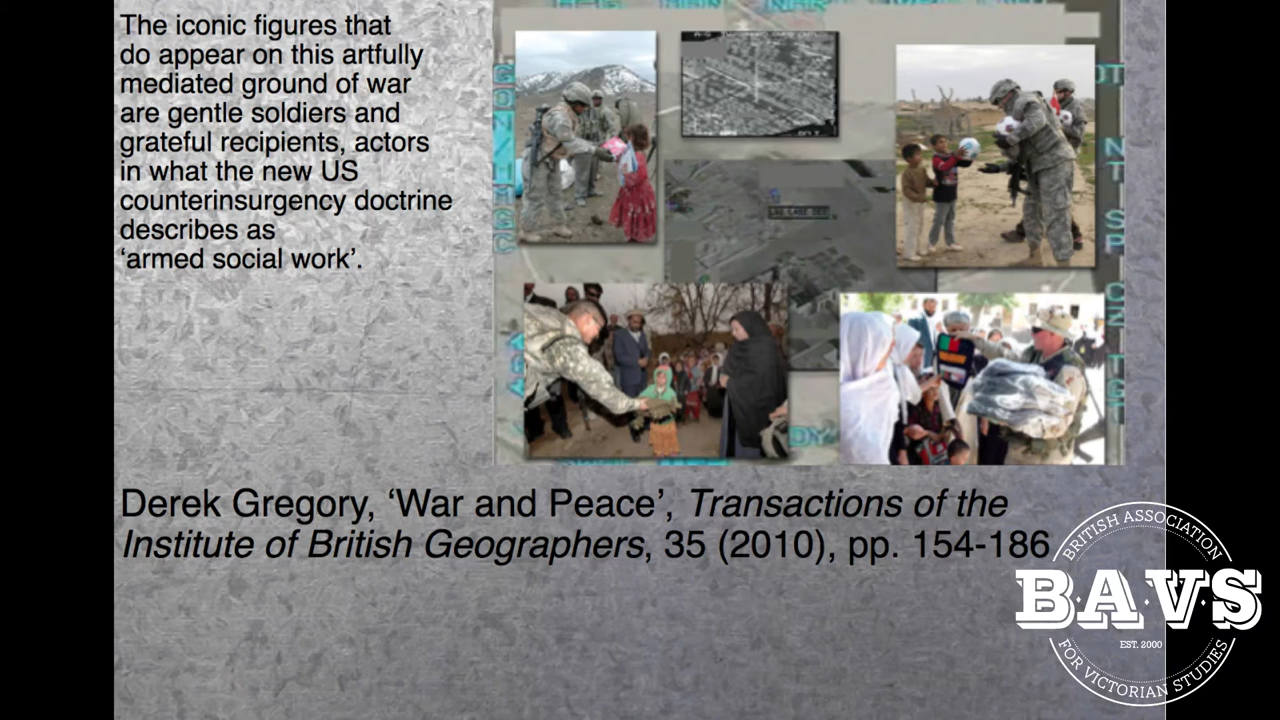 The iconic figures that
do appear on this artfully
mediated ground of war
are gentle soldiers and
grateful recipients, actors
in what the new US
counterinsurgency doctrine
describes as
‘armed social work’.
Derek Gregory, ‘War and Peace’, Transactions of the
Institute of British Geographers, 35 (2010), pp. 154-186
BRITISH ASSOCIATION
B·A·V·S
EST. 2000
FOR VICTORIAN STUDIES